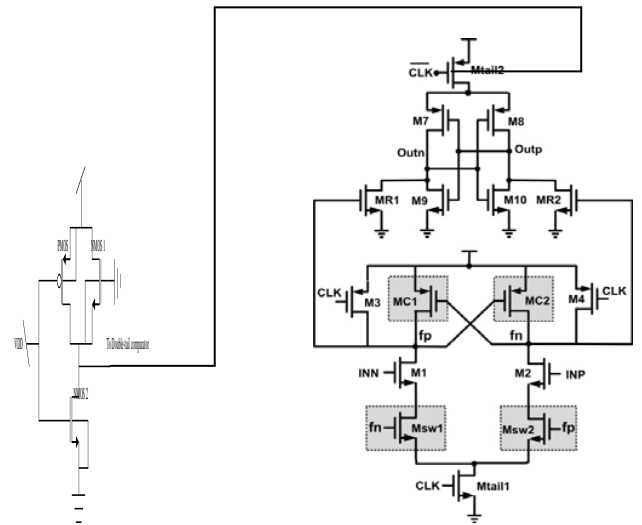 CLK
Mtail2
M7
M8
Outn
Outp
MR1
M9
M10
MR2
PMOS
NMOS 1
CLK
M3
MC1
MC2
M4
CLK
fp
fn
VDD
To Double-tail comparator
INN
M1
M2
INP
NMOS 2
fn
Msw1
Msw2
fp
CLK
Mtail1